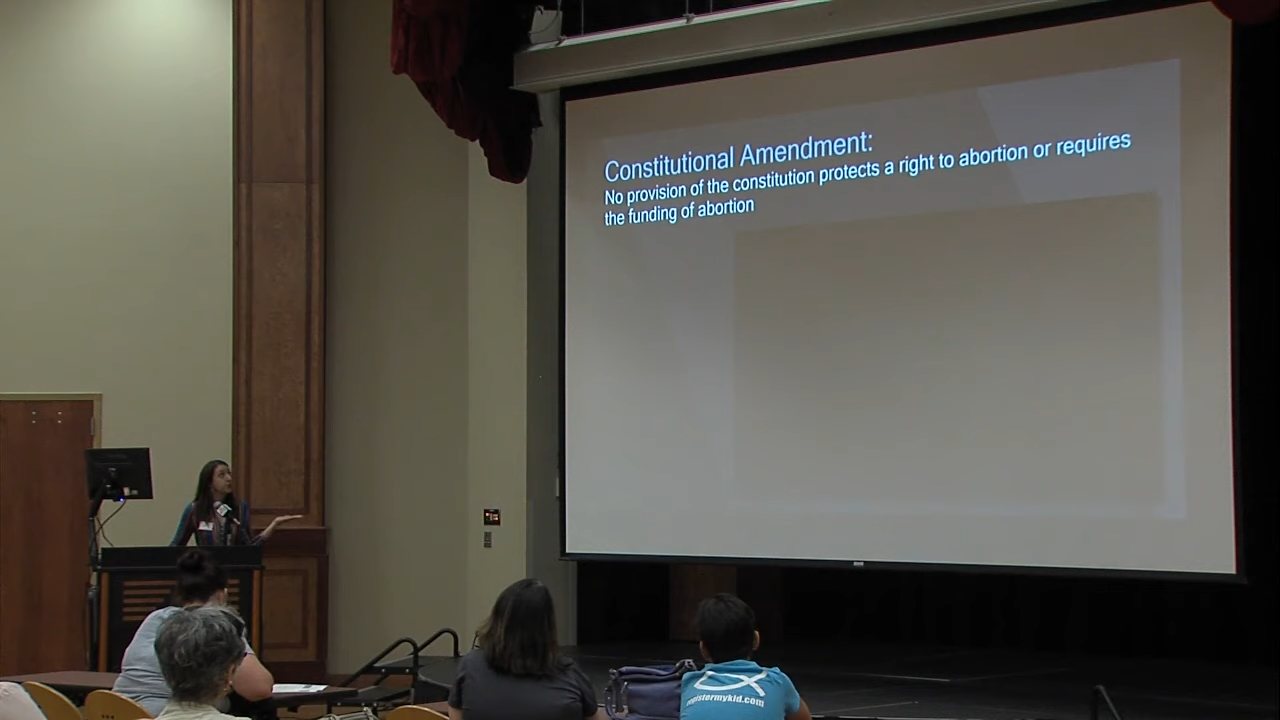 Constitutional Amendment:
No provision of the constitution protects a right to abortion or requires
the funding of abortion
registermykid.com